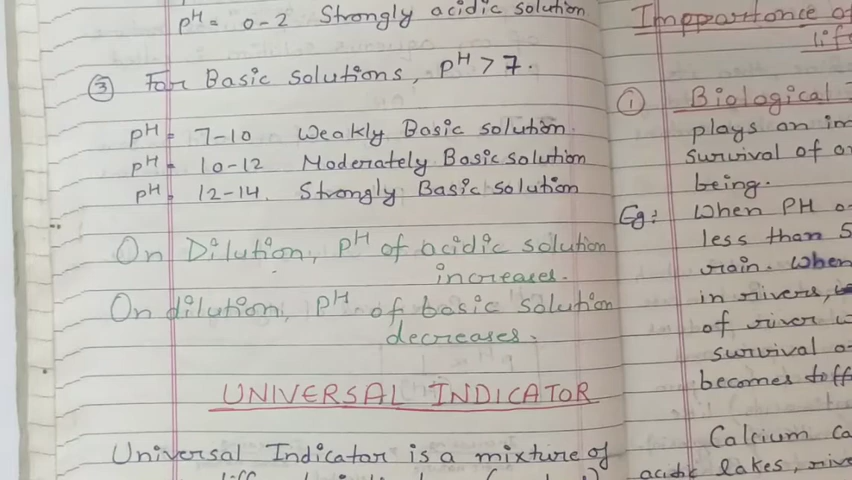 pH = 0-2 Strongly acidic solution
③ For Basic solutions, pH > 7.
pH = 7-10 Weakly Basic solution.
pH = 10-12 Moderately Basic solution
pH = 12-14. Strongly Basic solution
On Dilution, pH of acidic solution
increases.
On dilution, pH of basic solution
decreases.
UNIVERSAL INDICATOR
Universal Indicator is a mixture of
Imppartonce of
life
① Biological
plays an im
survival of
being.
Eg: When PH
less than 5
rain. When
in rivers,
of river
survival
becomes
Calcium Ca
acidic lakes, rive